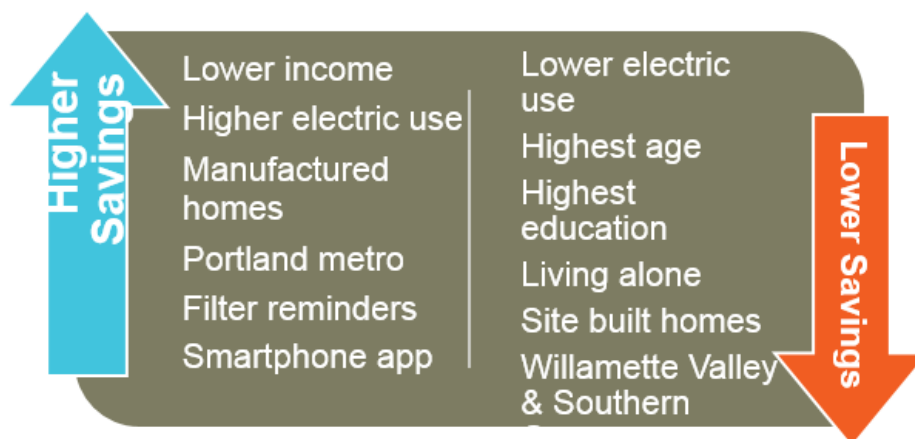 Higher
Savings
Lower income
Higher electric use
Manufactured
homes
Portland metro
Filter reminders
Smartphone app
Lower electric
use
Highest age
Highest
education
Living alone
Site built homes
Willamette Valley
& Southern
Lower Savings